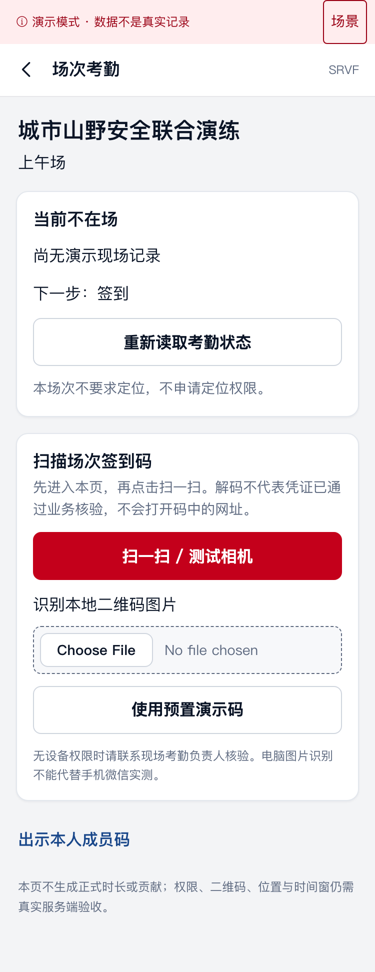 ⓘ 演示模式 · 数据不是真实记录
场景
场次考勤
SRVF
城市山野安全联合演练
上午场
当前不在场
尚无演示现场记录
下一步：签到
重新读取考勤状态
本场次不要求定位，不申请定位权限。
扫描场次签到码
先进入本页，再点击扫一扫。解码不代表凭证已通
过业务核验，不会打开码中的网址。
扫一扫 / 测试相机
识别本地二维码图片
Choose File No file chosen
使用预置演示码
无设备权限时请联系现场考勤负责人核验。电脑图片识别
不能代替手机微信实测。
出示本人成员码
本页不生成正式时长或贡献；权限、二维码、位置与时间窗仍需
真实服务端验收。